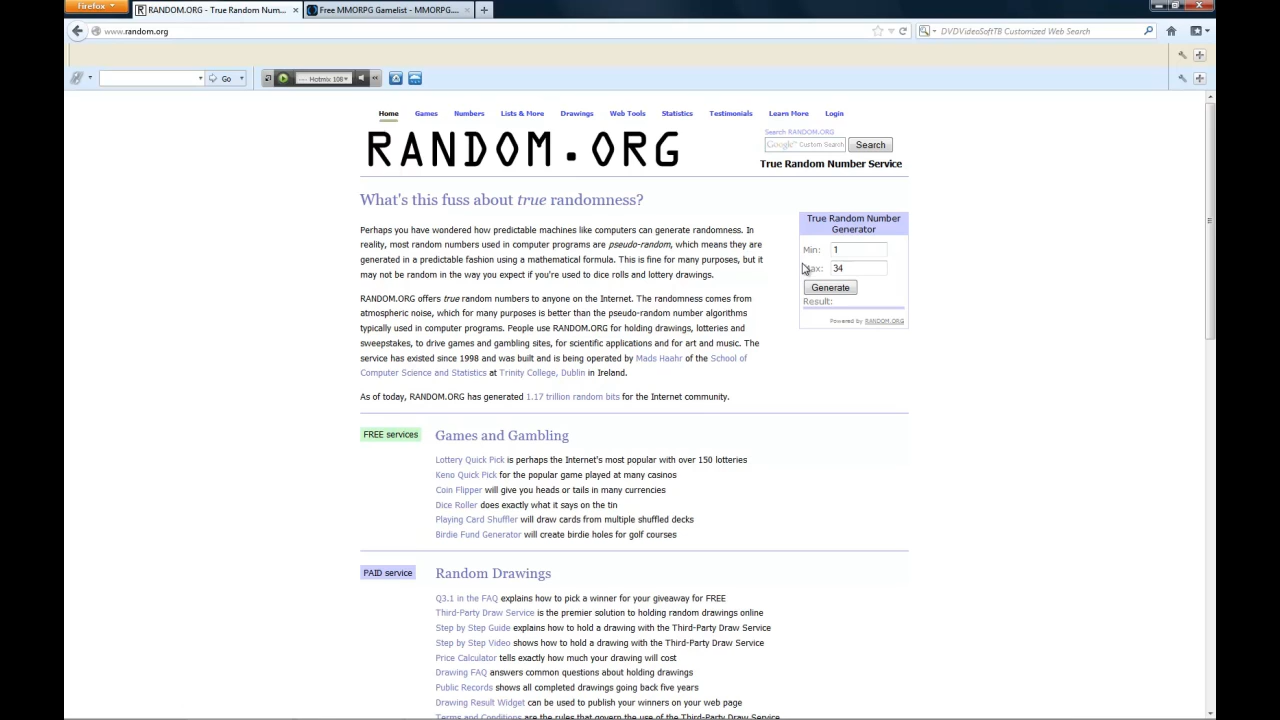 Firefox
RANDOM.ORG - True Random Num...
Free MMORPG Gamelist - MMORPG....
www.random.org
DVDVideoSoftTB Customized Web Search
Go
Hotmix 108
Home Games Numbers Lists & More Drawings Web Tools Statistics Testimonials Learn More Login
RANDOM.ORG
Search RANDOM.ORG
Google™ Custom Search
Search
True Random Number Service
What's this fuss about true randomness?
Perhaps you have wondered how predictable machines like computers can generate randomness. In
reality, most random numbers used in computer programs are pseudo-random, which means they are
generated in a predictable fashion using a mathematical formula. This is fine for many purposes, but it
may not be random in the way you expect if you're used to dice rolls and lottery drawings.
RANDOM.ORG offers true random numbers to anyone on the Internet. The randomness comes from
atmospheric noise, which for many purposes is better than the pseudo-random number algorithms
typically used in computer programs. People use RANDOM.ORG for holding drawings, lotteries and
sweepstakes, to drive games and gambling sites, for scientific applications and for art and music. The
service has existed since 1998 and was built and is being operated by Mads Haahr of the School of
Computer Science and Statistics at Trinity College, Dublin in Ireland.
As of today, RANDOM.ORG has generated 1.17 trillion random bits for the Internet community.
True Random Number
Generator
Min: 1
Max: 34
Generate
Result:
Powered by RANDOM.ORG
FREE services
Games and Gambling
Lottery Quick Pick is perhaps the Internet's most popular with over 150 lotteries
Keno Quick Pick for the popular game played at many casinos
Coin Flipper will give you heads or tails in many currencies
Dice Roller does exactly what it says on the tin
Playing Card Shuffler will draw cards from multiple shuffled decks
Birdie Fund Generator will create birdie holes for golf courses
PAID service
Random Drawings
Q3.1 in the FAQ explains how to pick a winner for your giveaway for FREE
Third-Party Draw Service is the premier solution to holding random drawings online
Step by Step Guide explains how to hold a drawing with the Third-Party Draw Service
Step by Step Video shows how to hold a drawing with the Third-Party Draw Service
Price Calculator tells exactly how much your drawing will cost
Drawing FAQ answers common questions about holding drawings
Public Records shows all completed drawings going back five years
Drawing Result Widget can be used to publish your winners on your web page
Terms and Conditions are the rules that govern the use of the Third-Party Draw Service